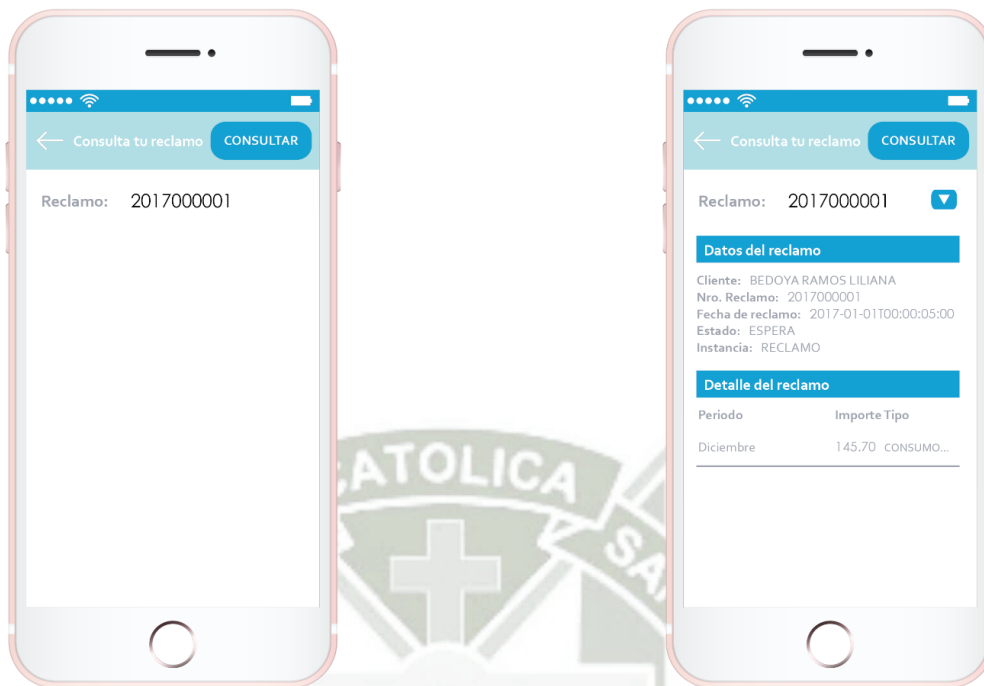 Consulta tu reclamo CONSULTAR
Reclamo: 2017000001
Consulta tu reclamo CONSULTAR
Reclamo: 2017000001
Datos del reclamo
Cliente: BEDOYA RAMOS LILIANA
Nro. Reclamo: 2017000001
Fecha de reclamo: 2017-01-01T00:00:05:00
Estado: ESPERA
Instancia: RECLAMO
Detalle del reclamo
Periodo Importe Tipo
Diciembre 145.70 CONSUMO...
CATOLICA